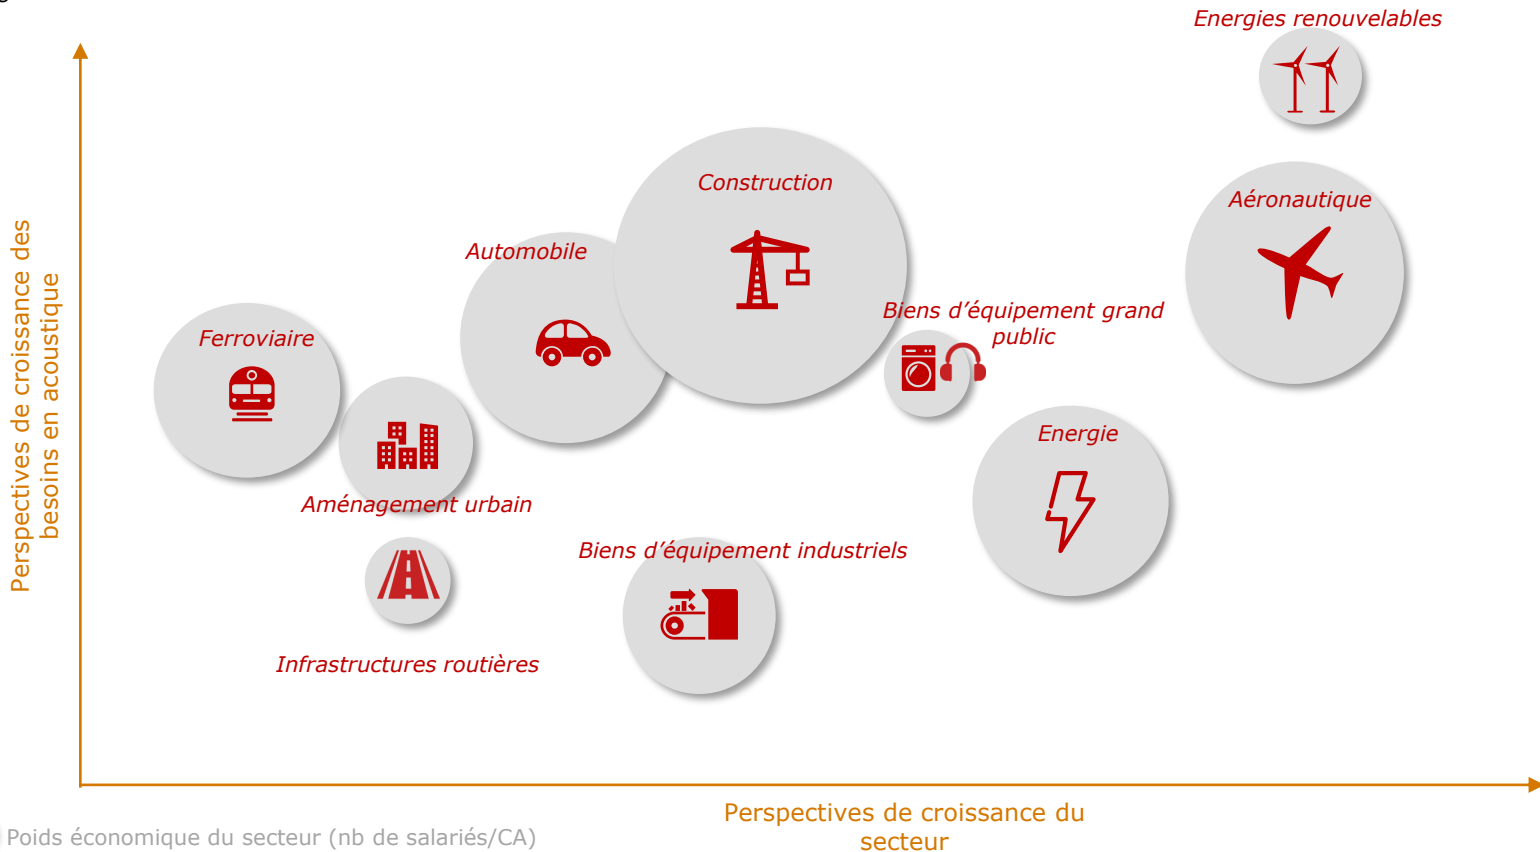 Energies renouvelables
Construction
Aéronautique
Automobile
Biens d’équipement grand
public
Ferroviaire
Energie
Aménagement urbain
Biens d’équipement industriels
Infrastructures routières
Perspectives de croissance des
besoins en acoustique
Perspectives de croissance du
secteur
Poids économique du secteur (nb de salariés/CA)